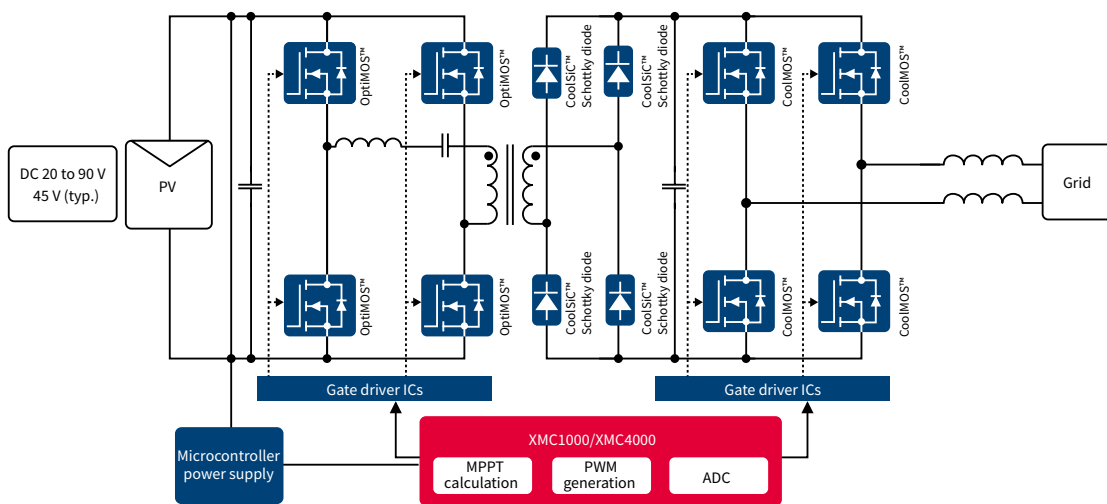 DC 20 to 90 V
45 V (typ.)
PV
OptiMOS™
OptiMOS™
CoolSiC™
Schottky diode
CoolSiC™
Schottky diode
CoolMOS™
CoolMOS™
Grid
OptiMOS™
OptiMOS™
CoolSiC™
Schottky diode
CoolSiC™
Schottky diode
CoolMOS™
CoolMOS™
Gate driver ICs
Gate driver ICs
Microcontroller
power supply
XMC1000/XMC4000
MPPT
calculation
PWM
generation
ADC